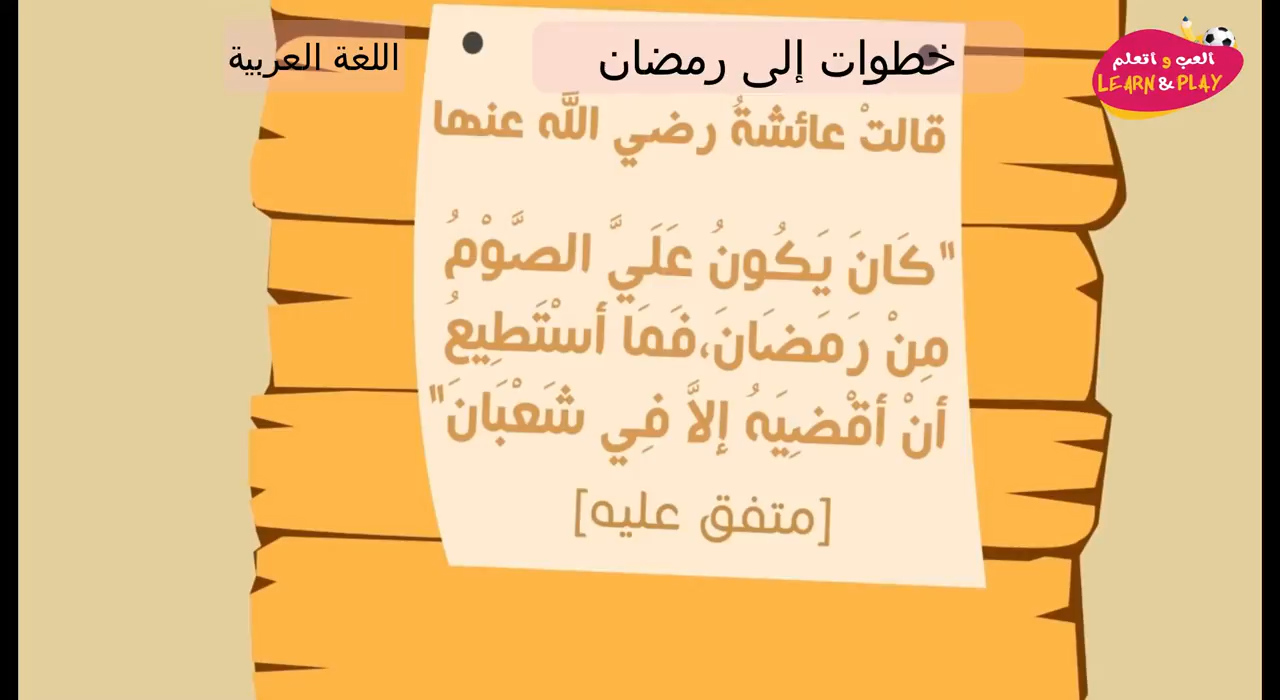 خطوات إلى رمضان
اللغة العربية
العب و اتعلم
LEARN & PLAY
قالتْ عائشةُ رضي اللَّه عنها
"كَانَ يَكُونُ عَلَيَّ الصَّوْمُ
مِنْ رَمَضَانَ،فَمَا أسْتَطِيعُ
أنْ أقْضِيَهُ إلاَّ فِي شَعْبَانَ"
[متفق عليه]